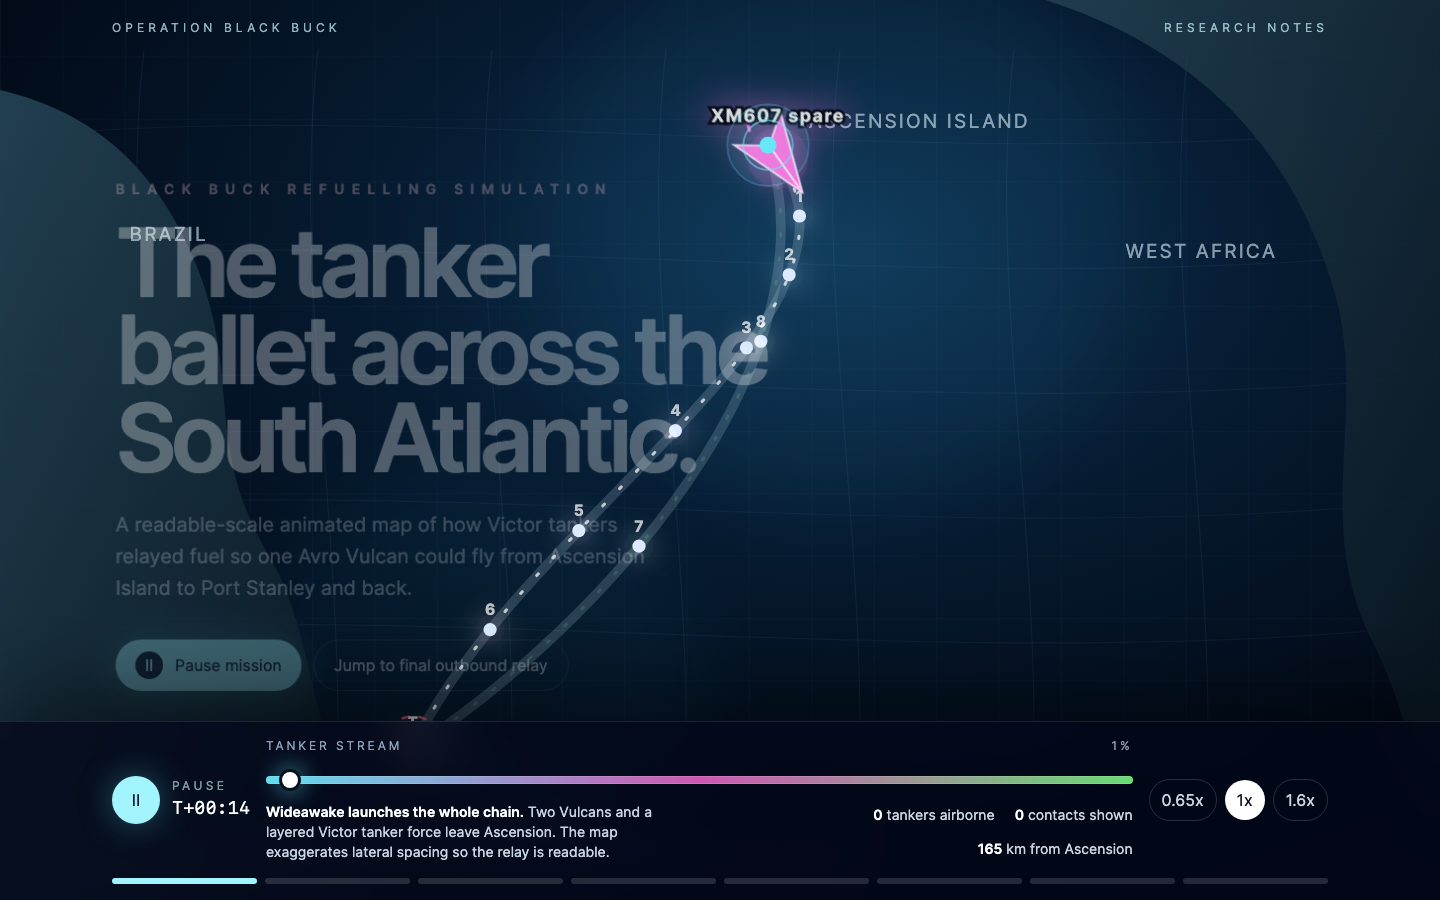 OPERATION BLACK BUCK
RESEARCH NOTES
XM607 spare
ASCENSION ISLAND
BLACK BUCK REFUELLING SIMULATION
BRAZIL
WEST AFRICA
The tanker
ballet across the
South Atlantic.
1
2
3
8
4
5
7
6
A readable-scale animated map of how Victor tankers
relayed fuel so one Avro Vulcan could fly from Ascension
Island to Port Stanley and back.
Pause mission
Jump to final outbound relay
TANKER STREAM
1%
PAUSE
T+00:14
Wideawake launches the whole chain. Two Vulcans and a
layered Victor tanker force leave Ascension. The map
exaggerates lateral spacing so the relay is readable.
0 tankers airborne
0 contacts shown
165 km from Ascension
0.65x
1x
1.6x